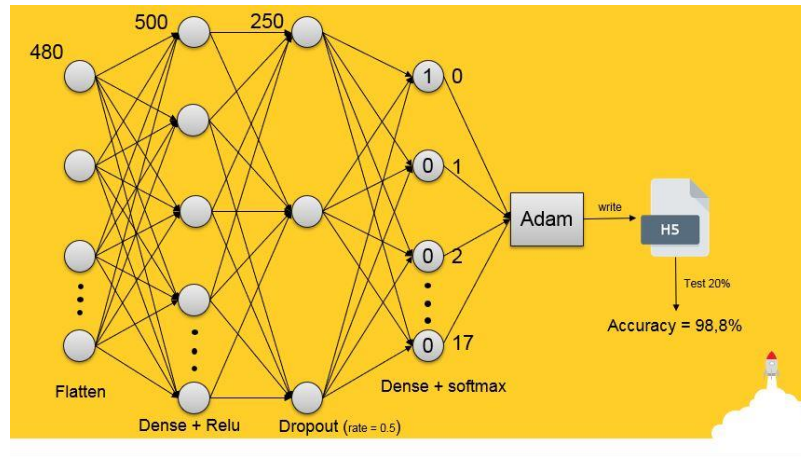 480
500
250
1 0
0 1
0 2
0 17
Flatten
Dense + Relu
Dropout (rate = 0.5)
Dense + softmax
Adam
write
H5
Test 20%
Accuracy = 98,8%